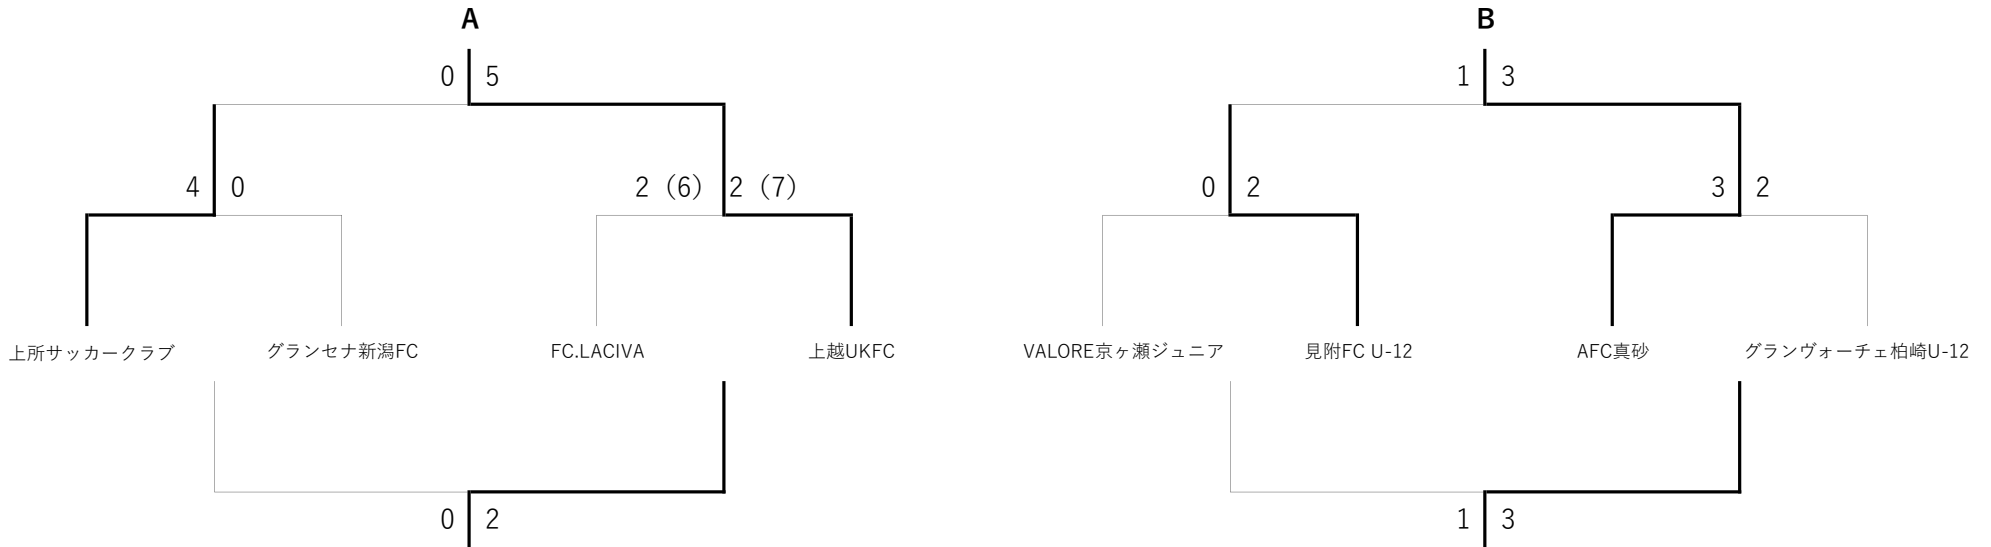 A
B
0 5
1 3
4 0
2（6） 2（7）
0 2
3 2
上所サッカークラブ
グランセナ新潟FC
FC.LACIVA
上越UKFC
VALORE京ヶ瀬ジュニア
見附FC U-12
AFC真砂
グランヴォーチェ柏崎U-12
0 2
1 3